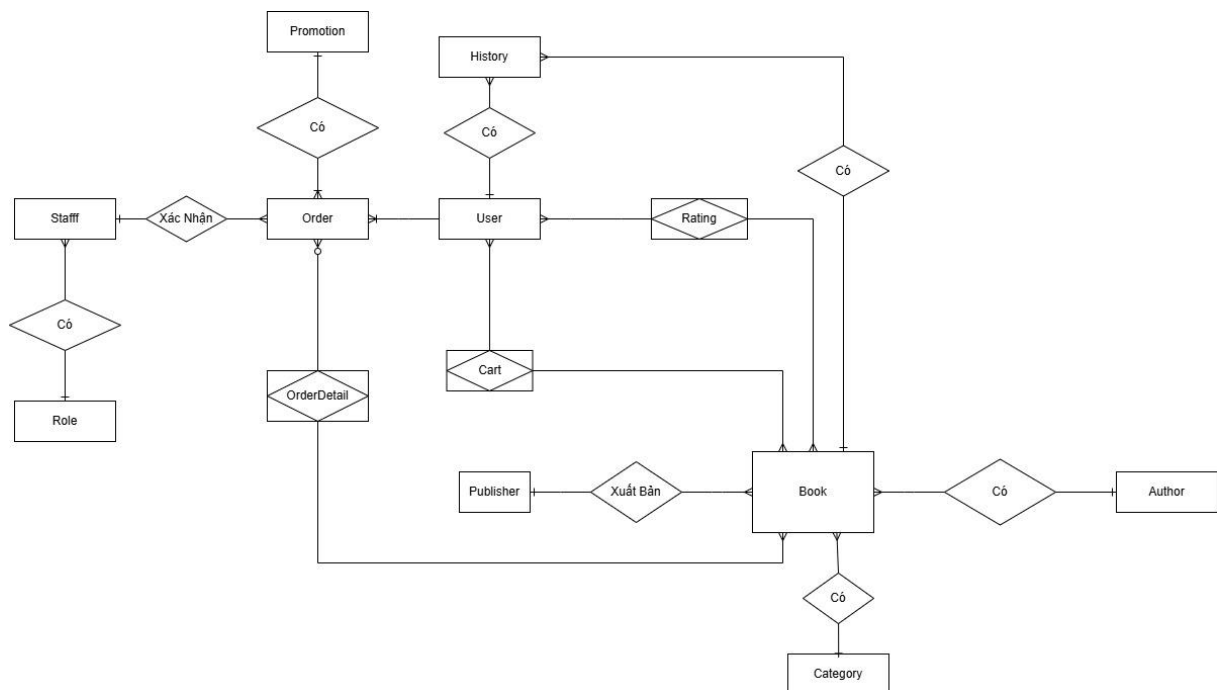 Promotion
History
Có
Có
Có
Stafff
Xác Nhận
Order
User
Rating
Có
Cart
OrderDetail
Role
Publisher
Xuất Bản
Book
Có
Author
Có
Category